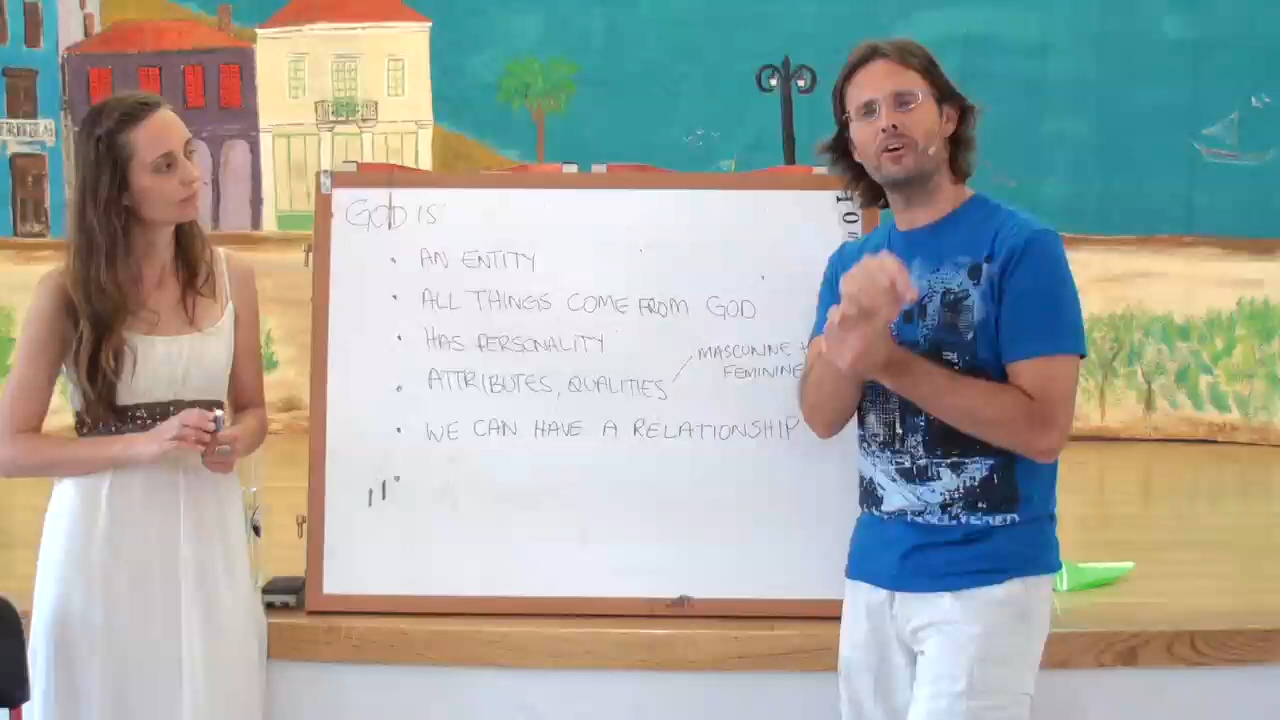 GOD IS
• AN ENTITY
• ALL THINGS COME FROM GOD
• HAS PERSONALITY
• ATTRIBUTES, QUALITIES
MASCULINE +
FEMININE
• WE CAN HAVE A RELATIONSHIP